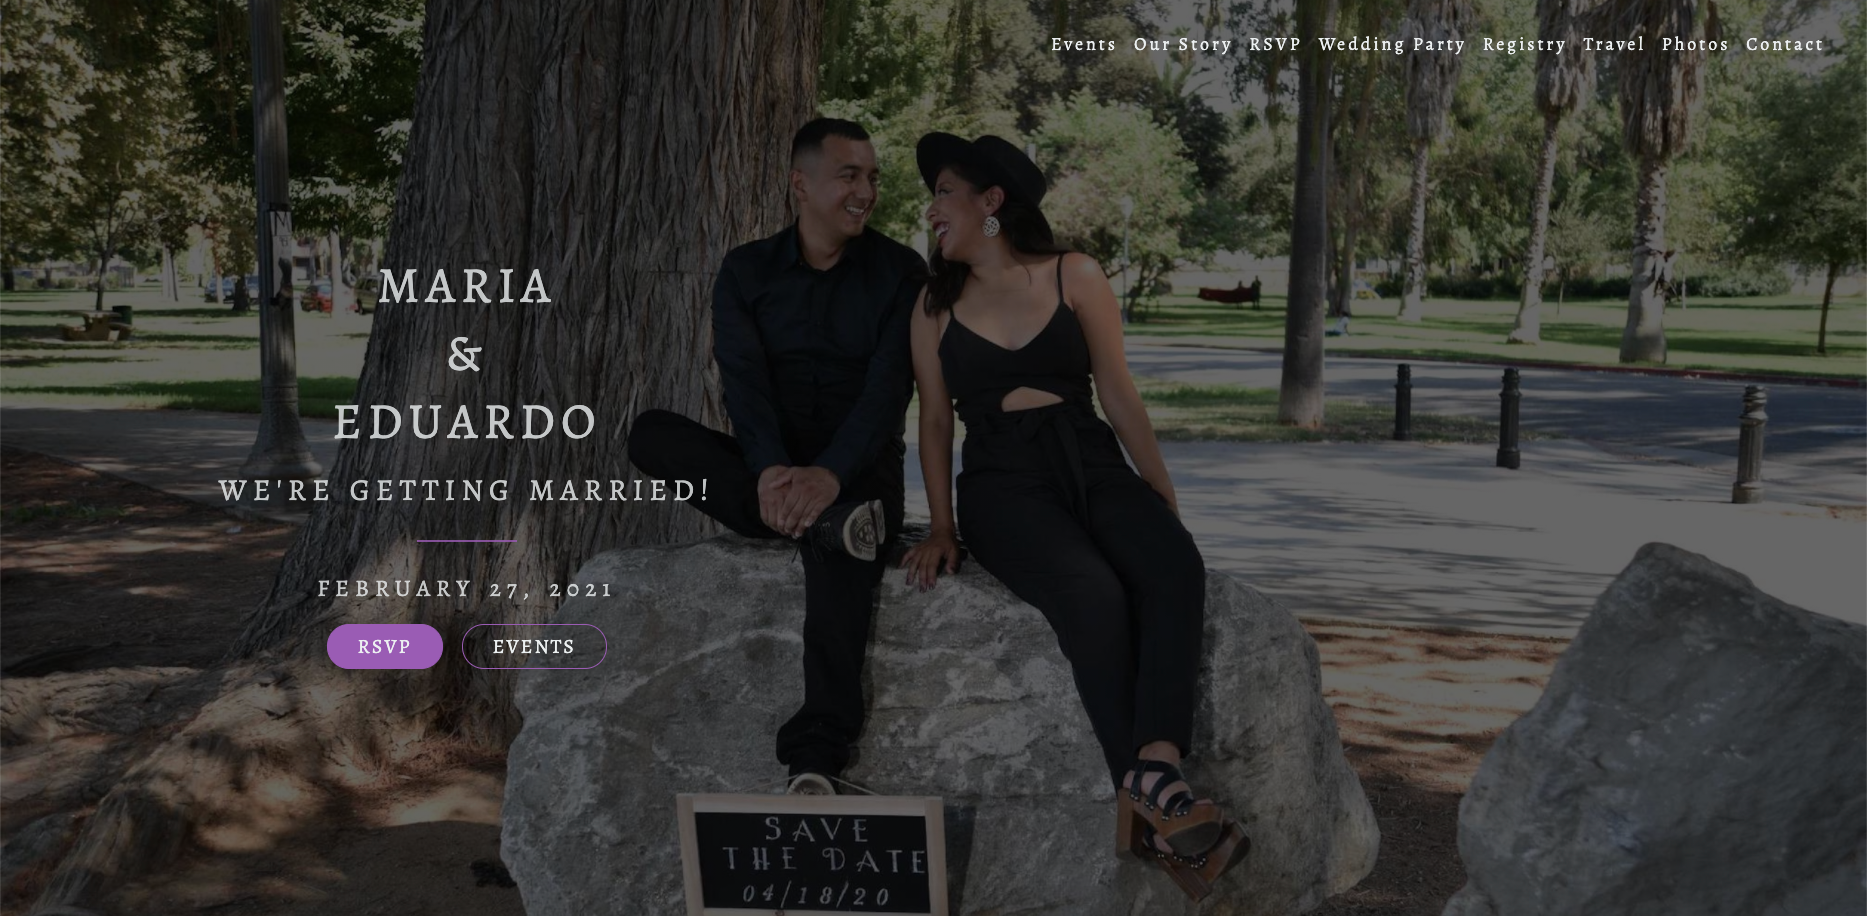 Events Our Story RSVP Wedding Party Registry Travel Photos Contact
MARIA
&
EDUARDO
WE'RE GETTING MARRIED!
FEBRUARY 27, 2021
RSVP EVENTS
SAVE
THE DATE
04/18/20